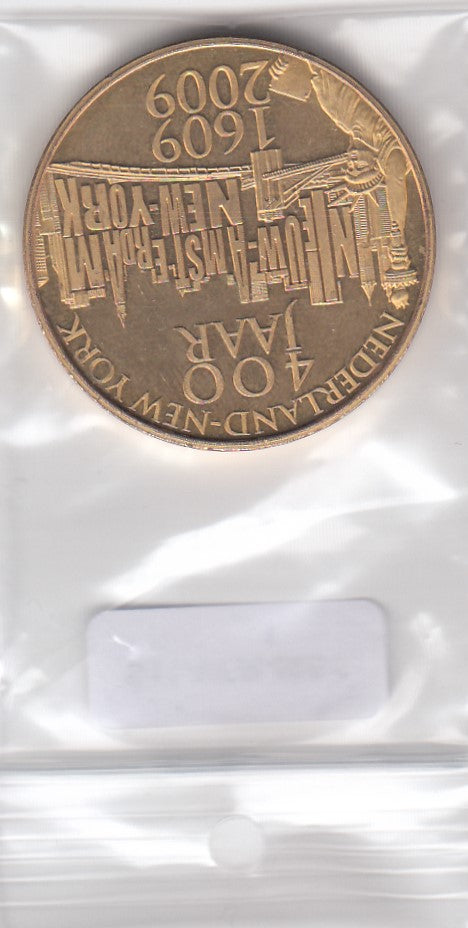 NEDERLAND-NEW YORK
400
JAAR
NIEUW-AMSTERDAM
NEW-YORK
1609
2009